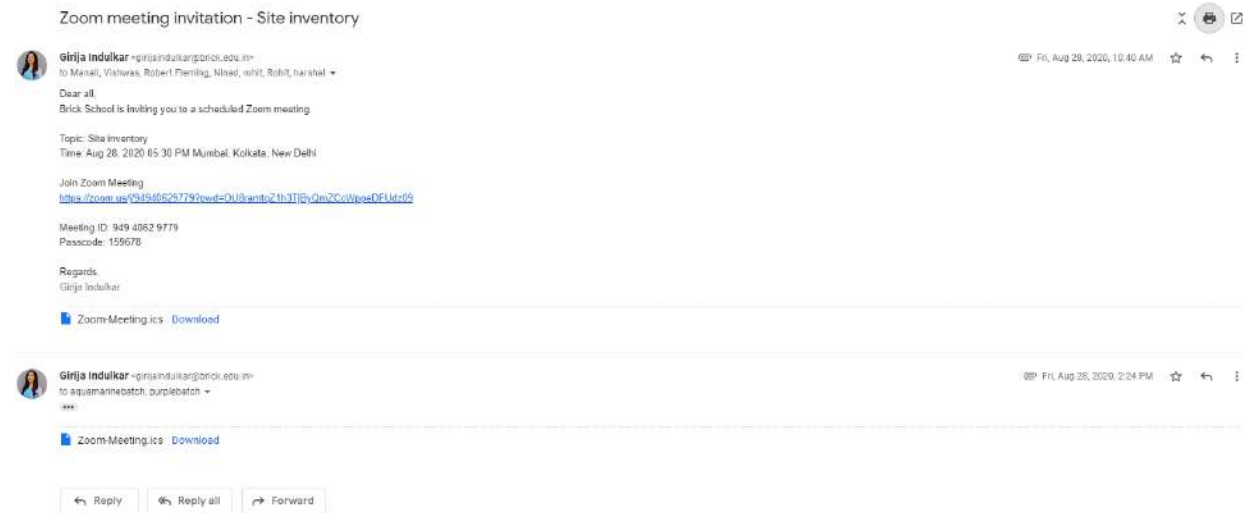 Zoom meeting invitation - Site inventory
Girija Indulkar <girijaindulkar@brick.edu.in>
Fri, Aug 28, 2020, 10:40 AM
to Manali, Vishwas, Robert Fleming, Ninad, rohit, Rohit, harshal
Dear all,
Brick School is inviting you to a scheduled Zoom meeting.
Topic: Site inventory
Time: Aug 28, 2020 05:30 PM Mumbai, Kolkata, New Delhi
Join Zoom Meeting
Meeting ID: 949 4062 9779
Passcode: 159678
Regards,
Girija Indulkar
Zoom-Meeting.ics Download
Girija Indulkar <girijaindulkar@brick.edu.in>
Fri, Aug 28, 2020, 2:24 PM
to aquamarinebatch, purplebatch
Zoom-Meeting.ics Download
Reply Reply all Forward